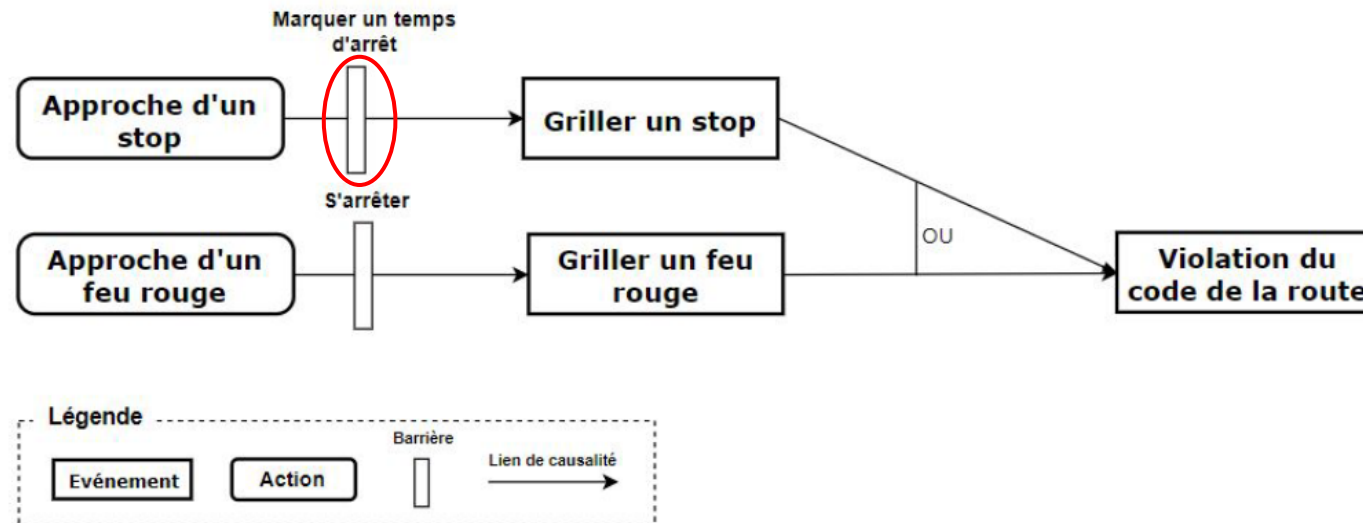 Marquer un temps
d'arrêt
Approche d'un
stop
Griller un stop
S'arrêter
OU
Approche d'un
feu rouge
Griller un feu
rouge
Violation du
code de la route
Légende
Barrière
Evénement
Action
Lien de causalité